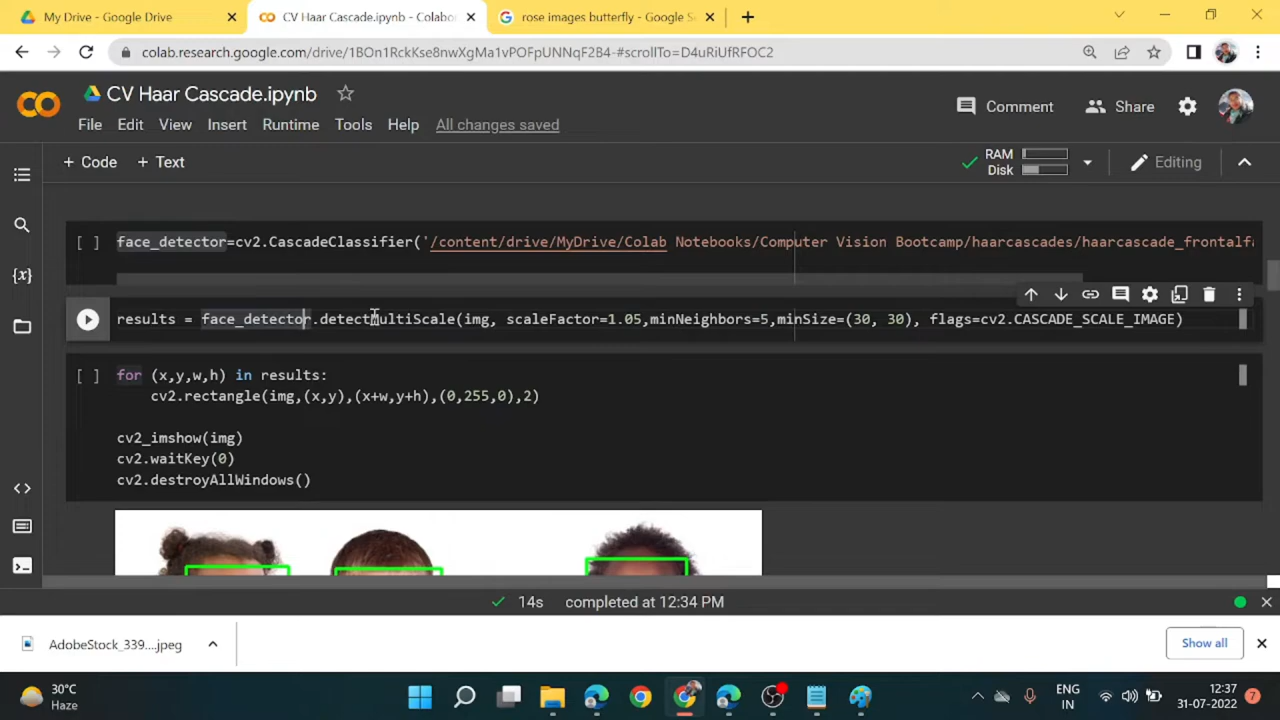 My Drive - Google Drive
CV Haar Cascade.ipynb - Colabor
rose images butterfly - Google Se
colab.research.google.com/drive/1BOn1RckKse8nwXgMa1vPOFpUNNqF2B4-#scrollTo=D4uRiUfRFOC2
CV Haar Cascade.ipynb
Comment
Share
File Edit View Insert Runtime Tools Help All changes saved
+ Code + Text
RAM
Disk
Editing
[ ] face_detector=cv2.CascadeClassifier('/content/drive/MyDrive/Colab Notebooks/Computer Vision Bootcamp/haarcascades/haarcascade_frontalfa
results = face_detector.detectMultiScale(img, scaleFactor=1.05,minNeighbors=5,minSize=(30, 30), flags=cv2.CASCADE_SCALE_IMAGE)
[ ] for (x,y,w,h) in results:
cv2.rectangle(img,(x,y),(x+w,y+h),(0,255,0),2)
cv2_imshow(img)
cv2.waitKey(0)
cv2.destroyAllWindows()
14s completed at 12:34 PM
AdobeStock_339....jpeg
Show all
30°C
Haze
ENG
IN
12:37
31-07-2022
7